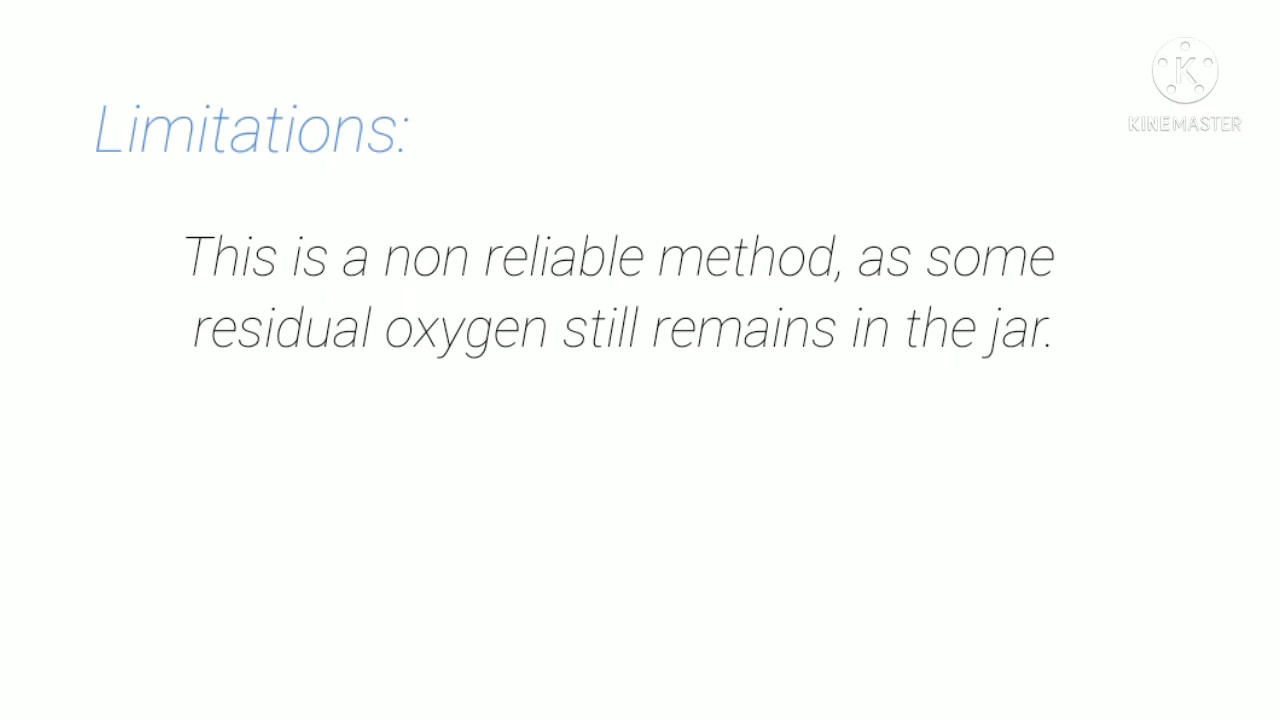 KINEMASTER
Limitations:
This is a non reliable method, as some
residual oxygen still remains in the jar.